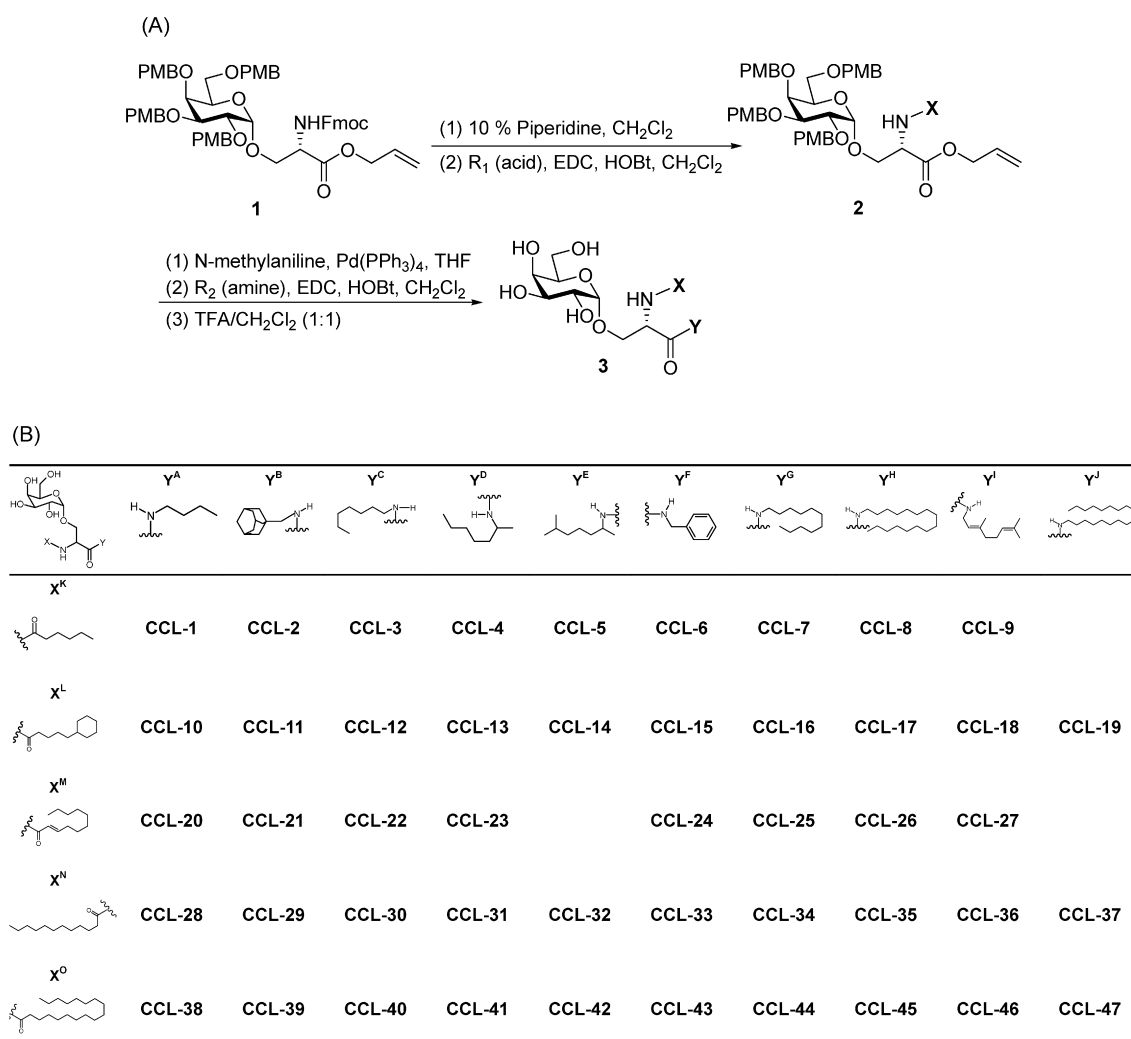 (A)
PMBO OPMB
O
PMBO
PMBO
O
NHFmoc
O
O
1
(1) 10 % Piperidine, CH2Cl2
(2) R1 (acid), EDC, HOBt, CH2Cl2
PMBO OPMB
O
PMBO
PMBO
O
HN X
O
O
2
(1) N-methylaniline, Pd(PPh3)4, THF
(2) R2 (amine), EDC, HOBt, CH2Cl2
(3) TFA/CH2Cl2 (1:1)
HO OH
O
HO
HO
O
HN X
Y
O
3
(B)
OH OH
O
HO
OH
O
X N H
Y
O
YA YB YC YD YE YF YG YH YI YJ
H N
H N
N H
N H
H N
H N
H N
H N
N H
H N
XK
O
CCL-1 CCL-2 CCL-3 CCL-4 CCL-5 CCL-6 CCL-7 CCL-8 CCL-9
XL
O
CCL-10 CCL-11 CCL-12 CCL-13 CCL-14 CCL-15 CCL-16 CCL-17 CCL-18 CCL-19
XM
O
CCL-20 CCL-21 CCL-22 CCL-23 CCL-24 CCL-25 CCL-26 CCL-27
XN
O
CCL-28 CCL-29 CCL-30 CCL-31 CCL-32 CCL-33 CCL-34 CCL-35 CCL-36 CCL-37
XO
O
CCL-38 CCL-39 CCL-40 CCL-41 CCL-42 CCL-43 CCL-44 CCL-45 CCL-46 CCL-47